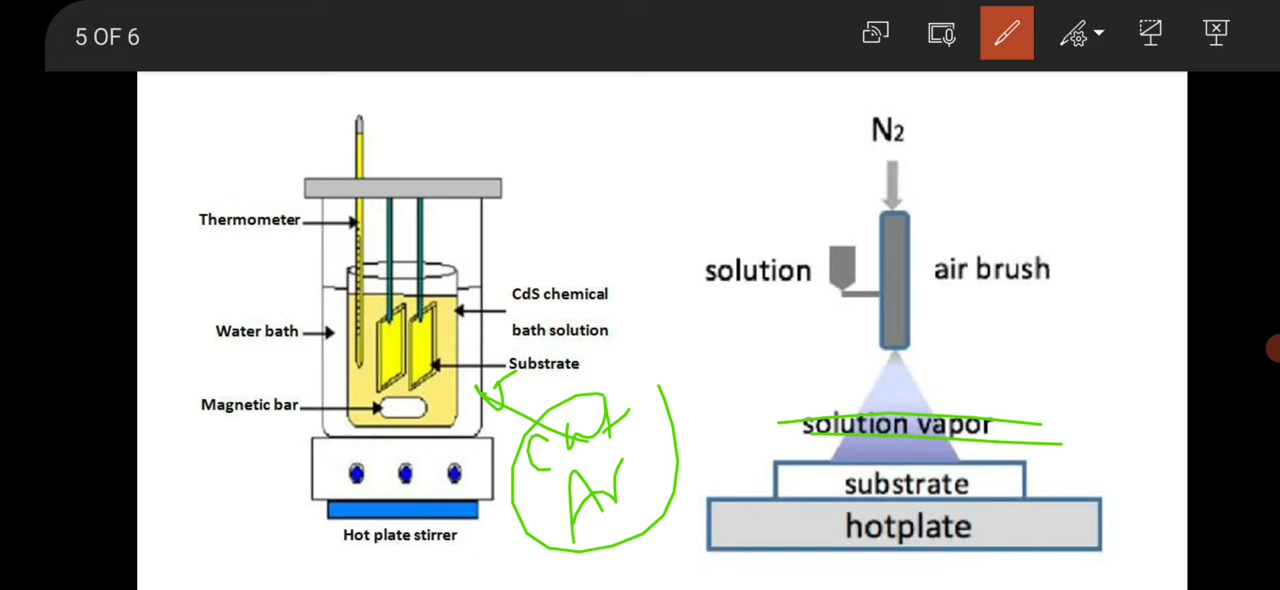 5 OF 6
Thermometer
Water bath
Magnetic bar
CdS chemical
bath solution
Substrate
Hot plate stirrer
N2
solution
air brush
solution vapor
substrate
hotplate